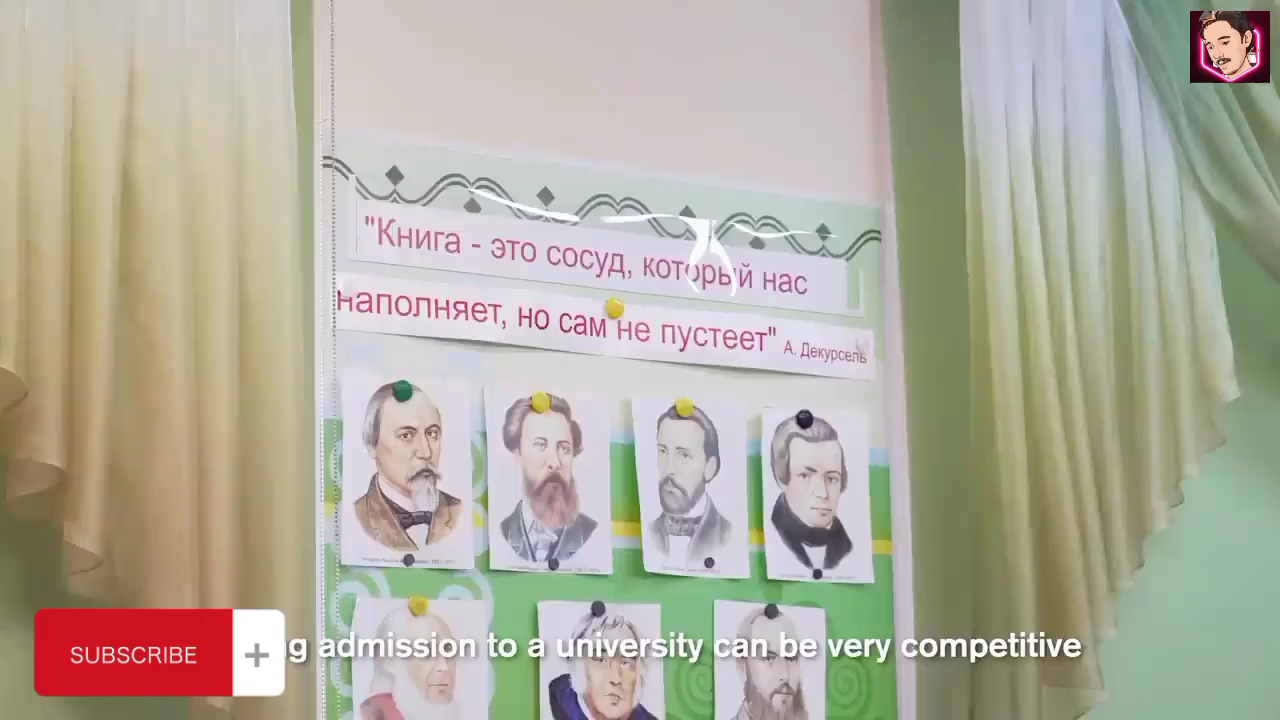 "Книга - это сосуд, который нас
наполняет, но сам не пустеет" А. Декурсель
SUBSCRIBE +
admission to a university can be very competitive